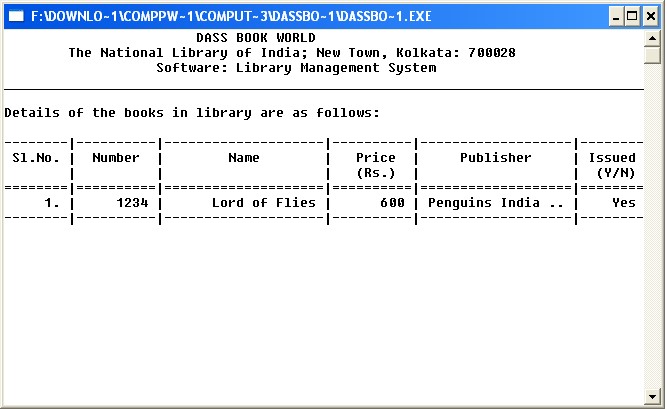 F:\DOWNLO~1\COMPPW~1\COMPUT~3\DASSBO~1\DASSBO~1.EXE
DASS BOOK WORLD
The National Library of India; New Town, Kolkata: 700028
Software: Library Management System
Details of the books in library are as follows:
--------|----------|--------------------|----------|-------------------|--------
Sl.No. | Number | Name | Price | Publisher | Issued
| | | (Rs.) | | (Y/N)
========|==========|====================|==========|===================|========
1. | 1234 | Lord of Flies | 600 | Penguins India .. | Yes
--------|----------|--------------------|----------|-------------------|--------